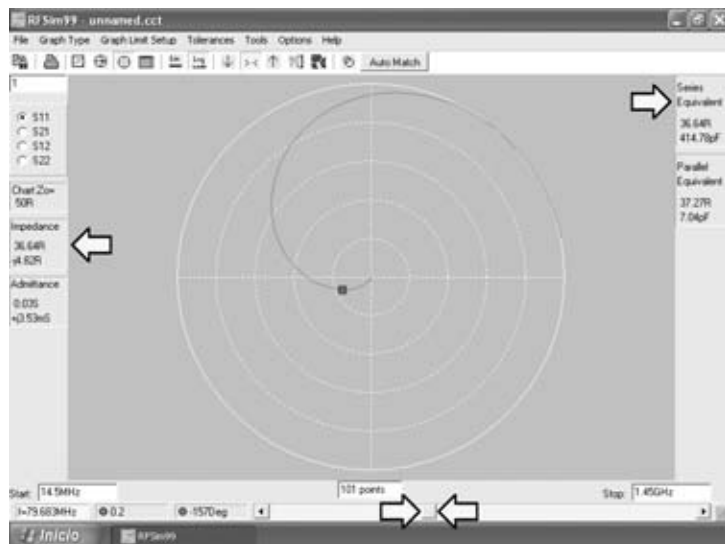 RFSim99 - unnamed.cct
File Graph Type Graph Limit Setup Tolerances Tools Options Help
Auto Match
1
S11
S21
S12
S22
Chart Zo=
50R
Impedance
36.64R
-j4.82R
Admittance
0.03S
+j3.53mS
Series
Equivalent
36.64R
414.78pF
Parallel
Equivalent
37.27R
7.04pF
Start: 14.5MHz
101 points
Stop: 1.45GHz
f=79.683MHz
0.2
-157Deg
Inicio
RFSim99